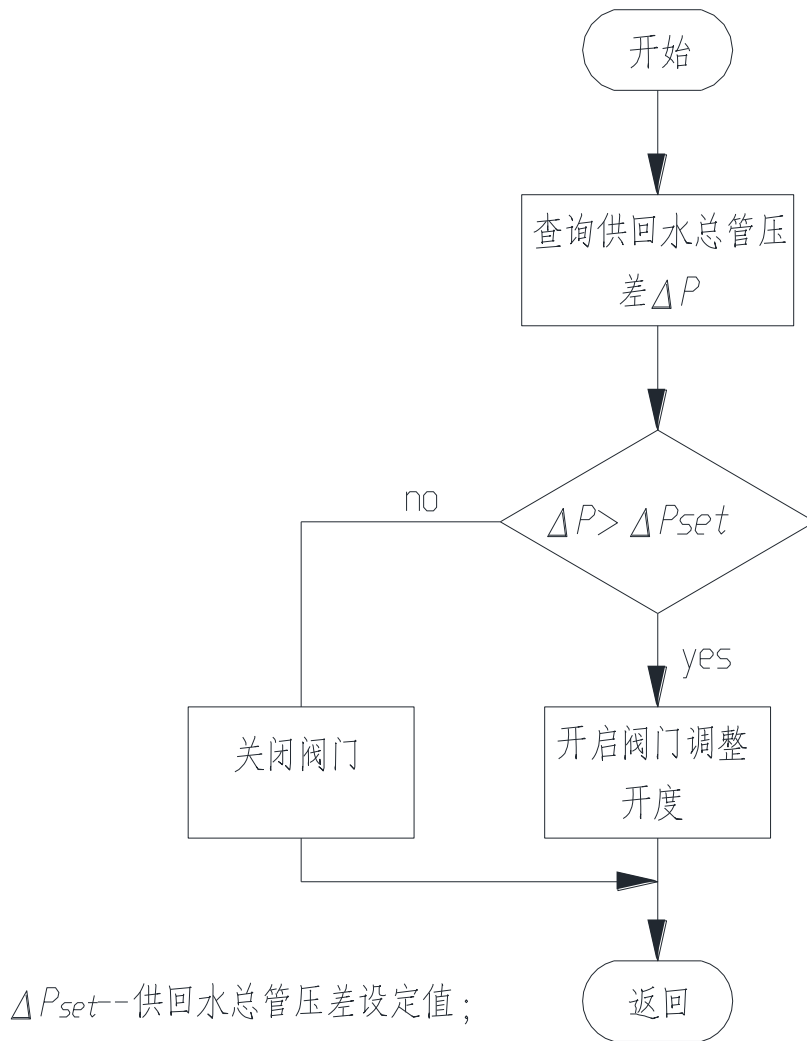 开始
查询供回水总管压
差ΔP
ΔP>ΔPset
no
yes
关闭阀门
开启阀门调整
开度
返回
ΔPset--供回水总管压差设定值;